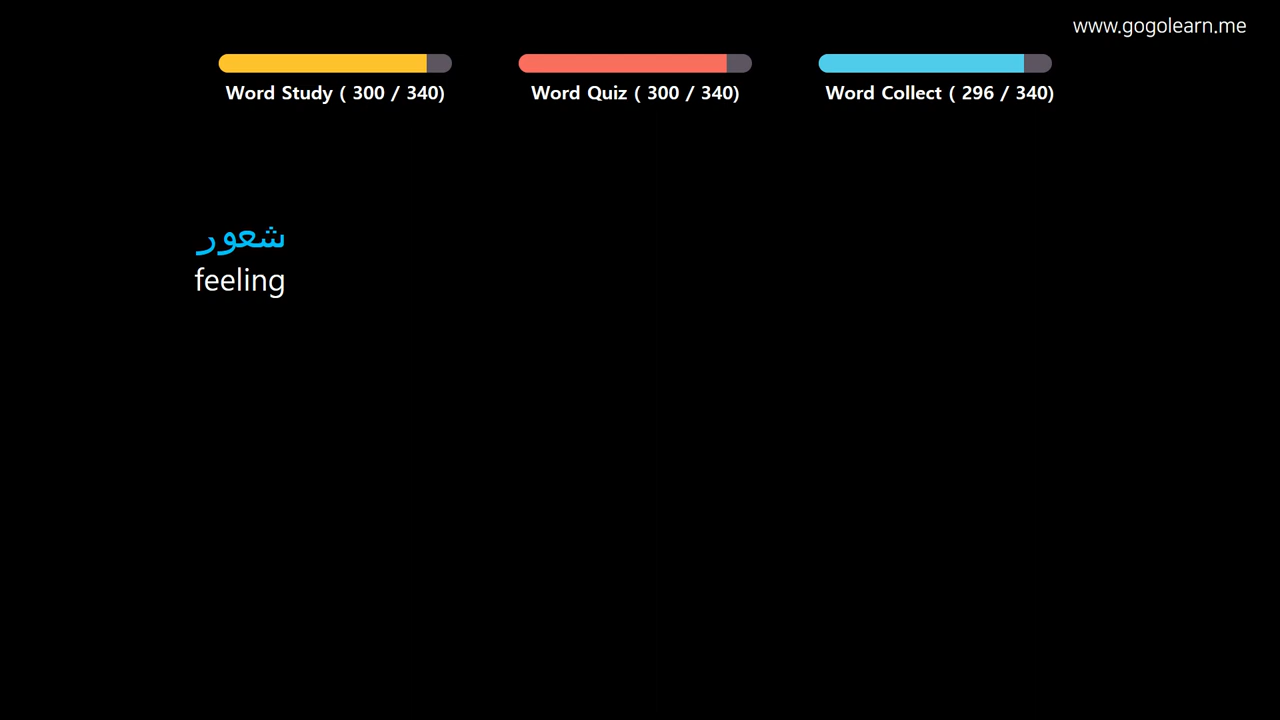 www.gogolearn.me
Word Study ( 300 / 340)
Word Quiz ( 300 / 340)
Word Collect ( 296 / 340)
شعور
feeling